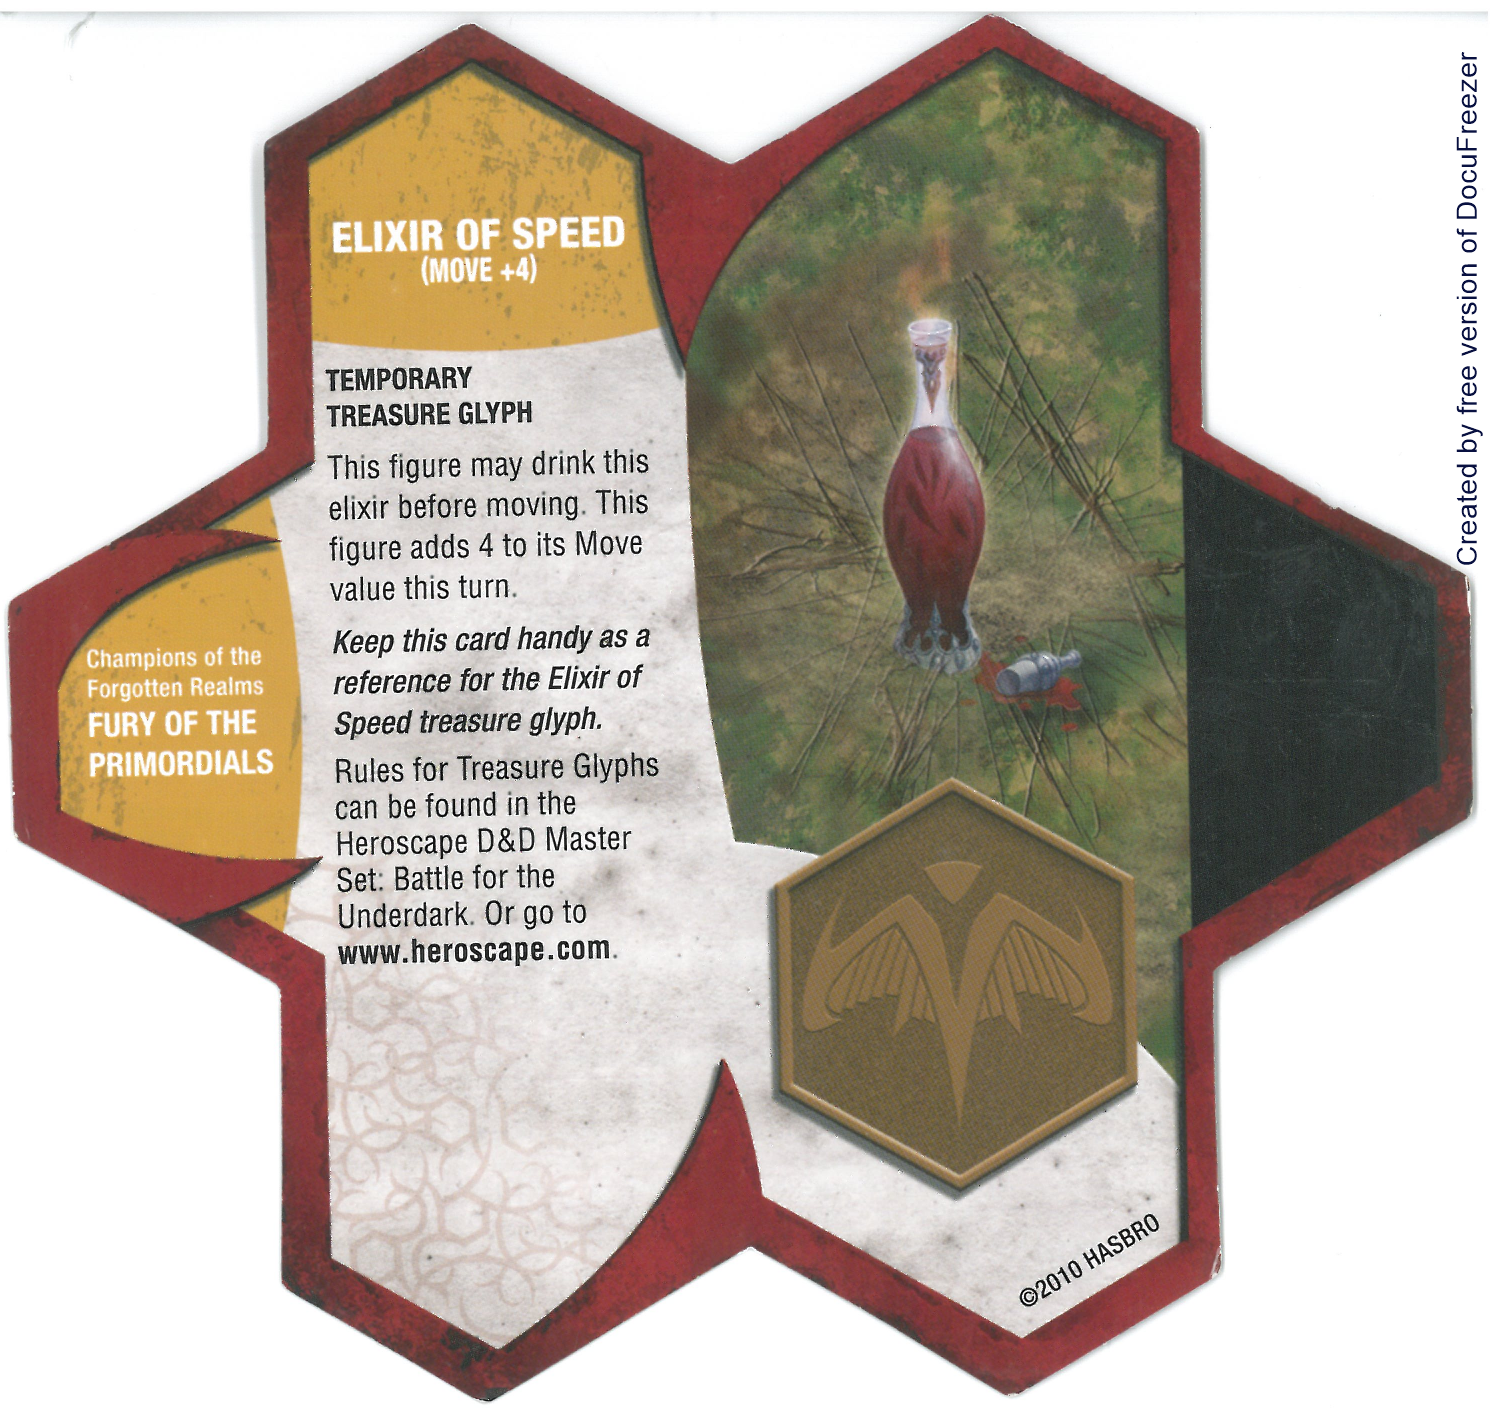 ELIXIR OF SPEED
(MOVE +4)
TEMPORARY
TREASURE GLYPH
This figure may drink this
elixir before moving. This
figure adds 4 to its Move
value this turn.
Keep this card handy as a
reference for the Elixir of
Speed treasure glyph.
Rules for Treasure Glyphs
can be found in the
Heroscape D&D Master
Set: Battle for the
Underdark. Or go to
www.heroscape.com.
Champions of the
Forgotten Realms
FURY OF THE
PRIMORDIALS
©2010 HASBRO
Created by free version of DocuFreezer